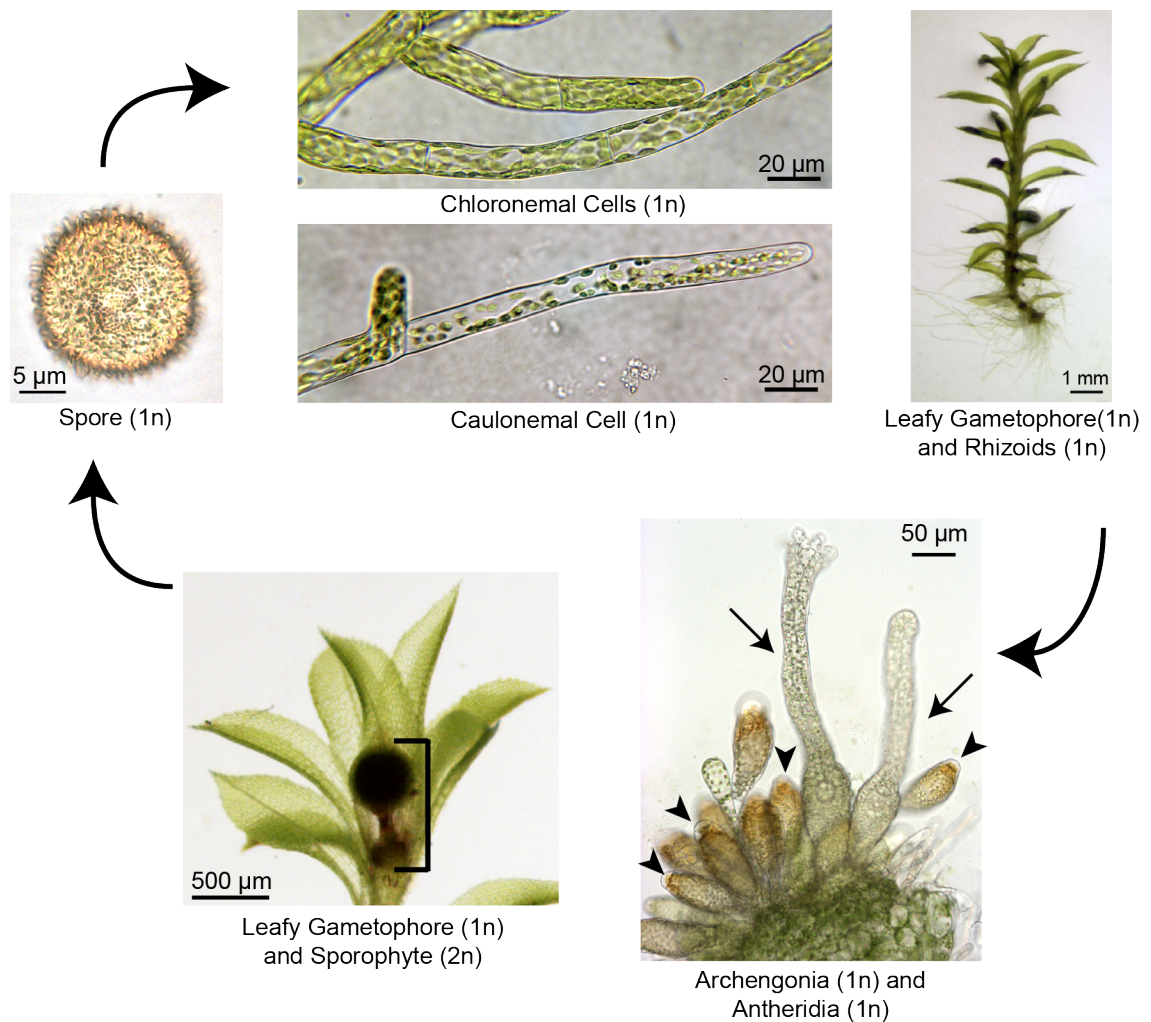 20 µm
Chloronemal Cells (1n)
5 µm
Spore (1n)
20 µm
Caulonemal Cell (1n)
1 mm
Leafy Gametophore(1n)
and Rhizoids (1n)
50 µm
Archengonia (1n) and
Antheridia (1n)
500 µm
Leafy Gametophore (1n)
and Sporophyte (2n)